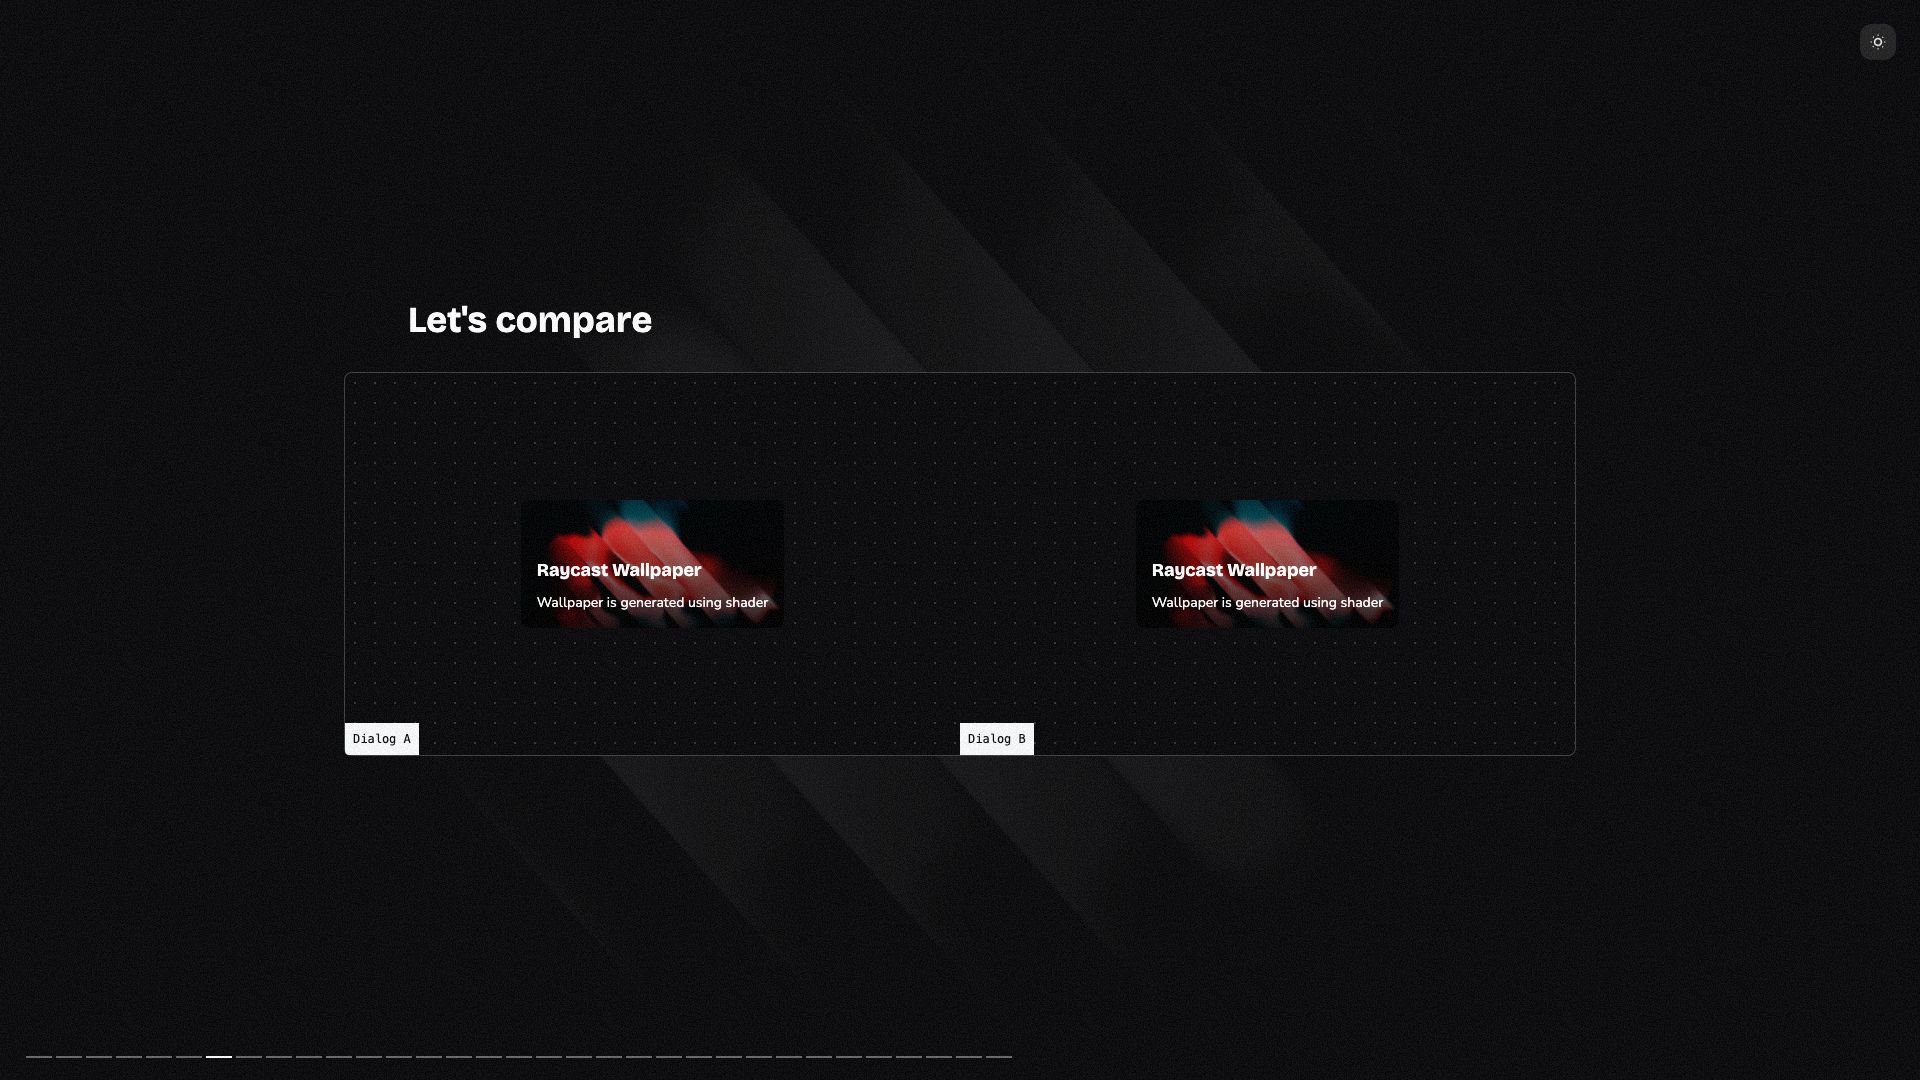 Let's compare
Raycast Wallpaper
Wallpaper is generated using shader
Raycast Wallpaper
Wallpaper is generated using shader
Dialog A
Dialog B